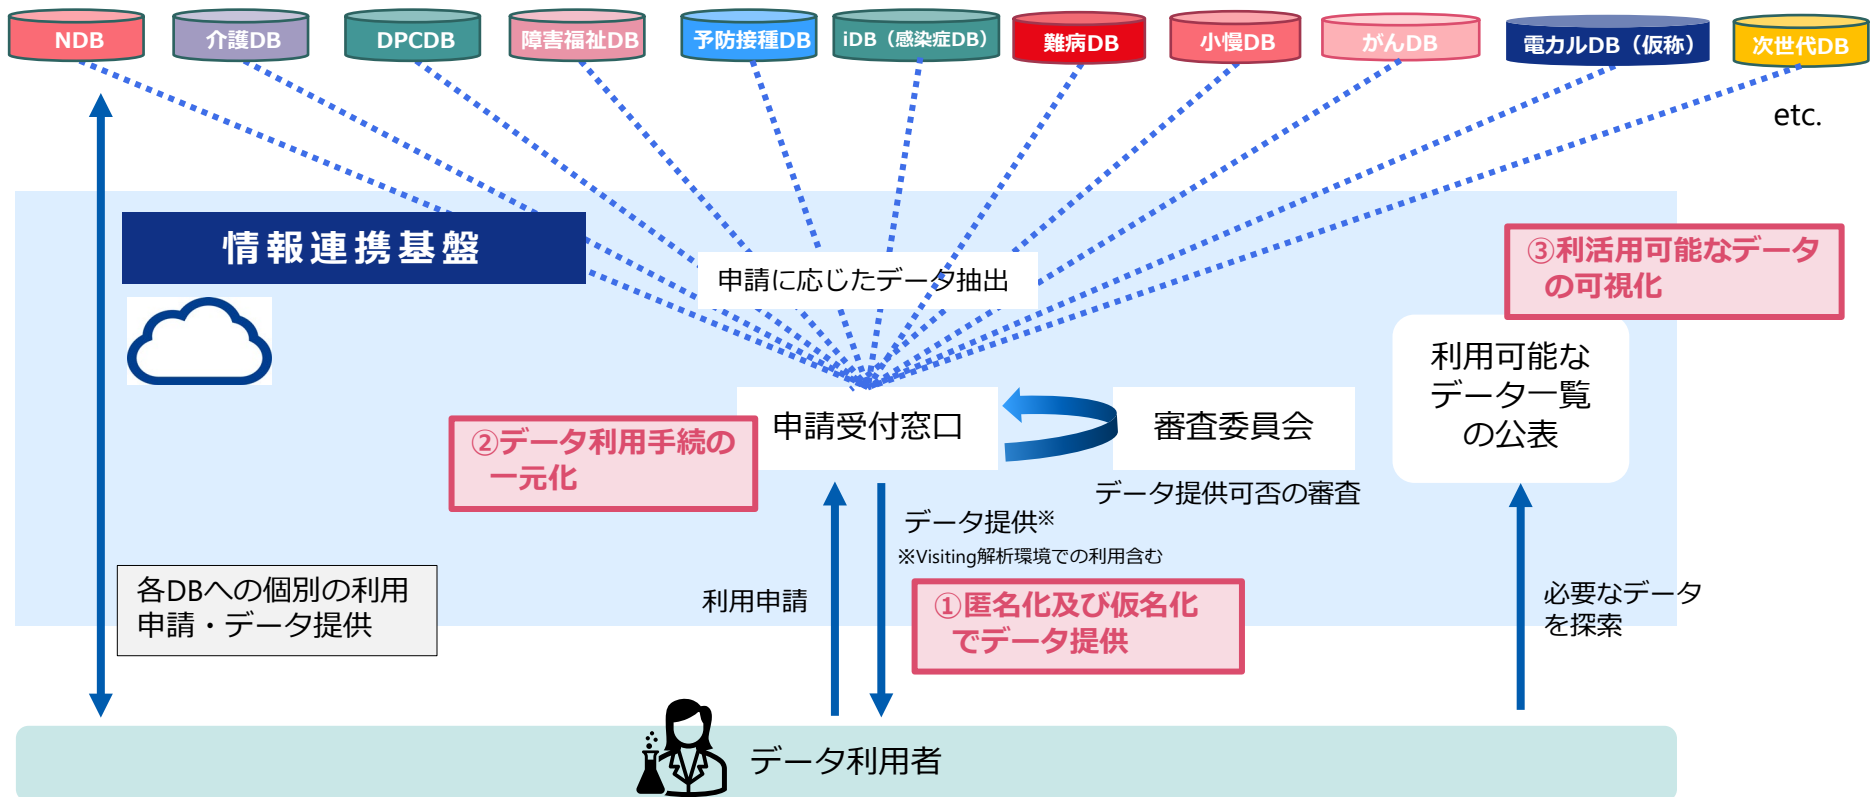 NDB
介護DB
DPCDB
障害福祉DB
予防接種DB
iDB（感染症DB）
難病DB
小慢DB
がんDB
電カルDB（仮称）
次世代DB
etc.
情報連携基盤
申請に応じたデータ抽出
③利活用可能なデータ
の可視化
利用可能な
データ一覧
の公表
申請受付窓口
審査委員会
②データ利用手続の
一元化
データ提供可否の審査
データ提供※
※Visiting解析環境での利用含む
各DBへの個別の利用
申請・データ提供
利用申請
①匿名化及び仮名化
でデータ提供
必要なデータ
を探索
データ利用者